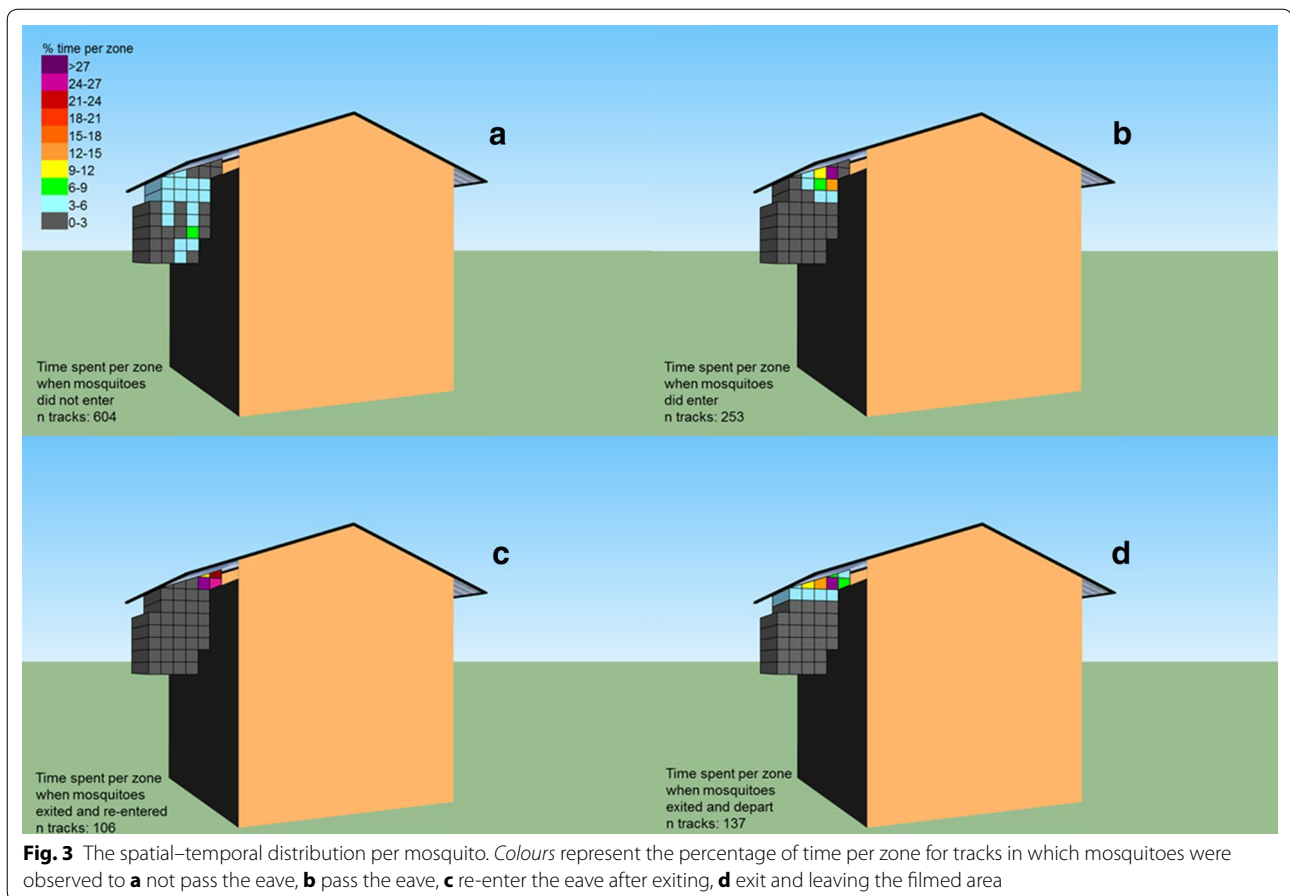 % time per zone
>27
24-27
21-24
18-21
15-18
12-15
9-12
6-9
3-6
0-3
a
Time spent per zone
when mosquitoes
did not enter
n tracks: 604
b
Time spent per zone
when mosquitoes
did enter
n tracks: 253
c
Time spent per zone
when mosquitoes
exited and re-entered
n tracks: 106
d
Time spent per zone
when mosquitoes
exited and depart
n tracks: 137
Fig. 3 The spatial–temporal distribution per mosquito. Colours represent the percentage of time per zone for tracks in which mosquitoes were
observed to a not pass the eave, b pass the eave, c re-enter the eave after exiting, d exit and leaving the filmed area